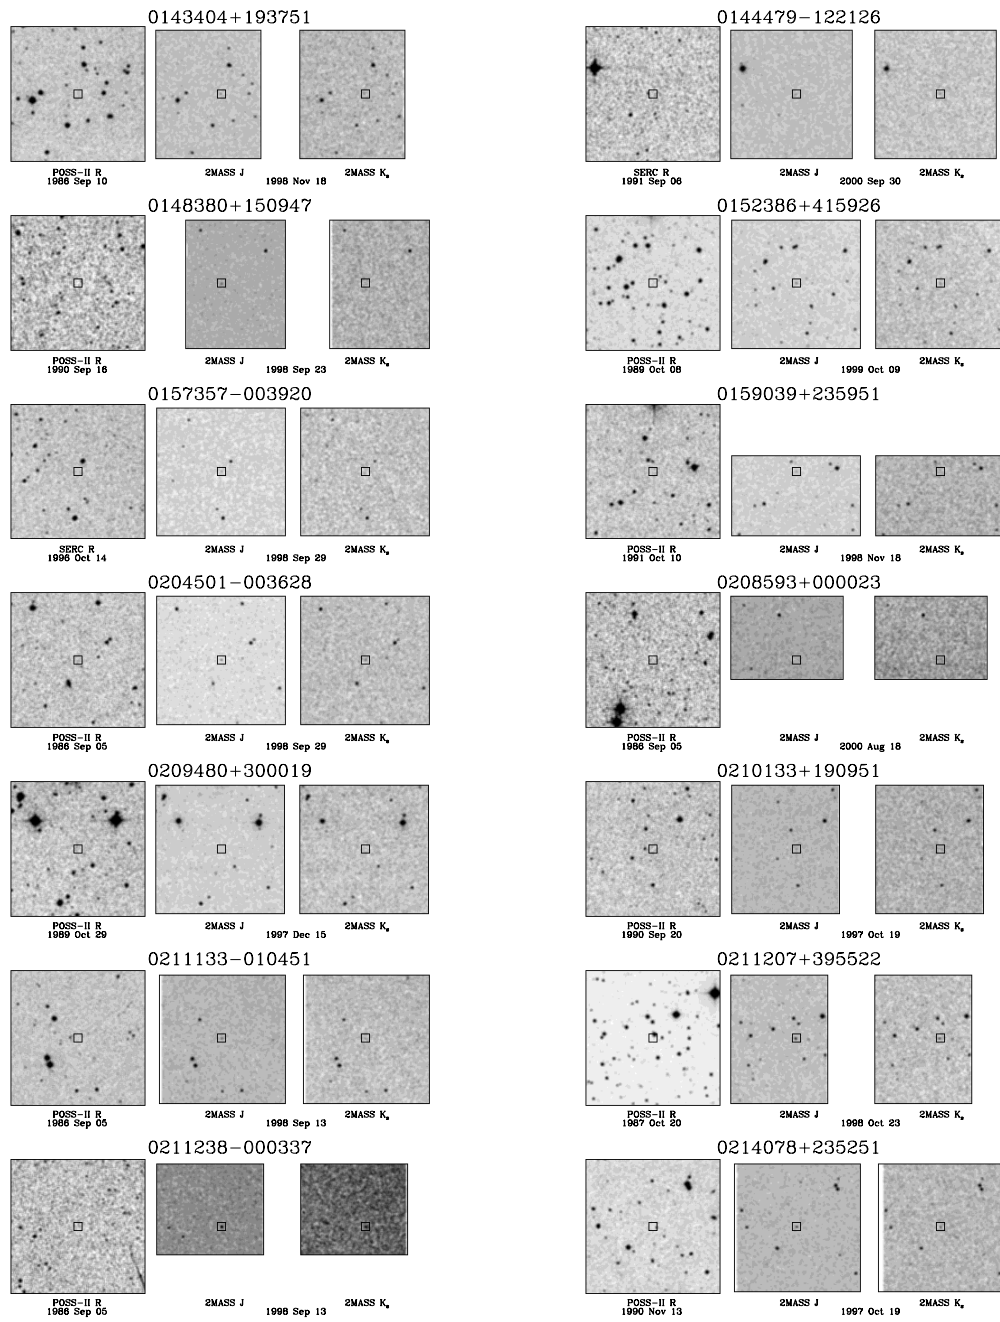 0143404+193751
POSS-II R
1986 Sep 10
2MASS J
1998 Nov 18
2MASS Ks
0144479-122126
SERC R
1991 Sep 06
2MASS J
2000 Sep 30
2MASS Ks
0148380+150947
POSS-II R
1990 Sep 16
2MASS J
1998 Sep 23
2MASS Ks
0152386+415926
POSS-II R
1989 Oct 08
2MASS J
1999 Oct 09
2MASS Ks
0157357-003920
SERC R
1996 Oct 14
2MASS J
1998 Sep 29
2MASS Ks
0159039+235951
POSS-II R
1991 Oct 10
2MASS J
1998 Nov 18
2MASS Ks
0204501-003628
POSS-II R
1986 Sep 05
2MASS J
1998 Sep 29
2MASS Ks
0208593+000023
POSS-II R
1986 Sep 05
2MASS J
2000 Aug 18
2MASS Ks
0209480+300019
POSS-II R
1989 Oct 29
2MASS J
1997 Dec 15
2MASS Ks
0210133+190951
POSS-II R
1990 Sep 20
2MASS J
1997 Oct 19
2MASS Ks
0211133-010451
POSS-II R
1986 Sep 05
2MASS J
1998 Sep 13
2MASS Ks
0211207+395522
POSS-II R
1987 Oct 20
2MASS J
1998 Oct 23
2MASS Ks
0211238-000337
POSS-II R
1986 Sep 05
2MASS J
1998 Sep 13
2MASS Ks
0214078+235251
POSS-II R
1990 Nov 13
2MASS J
1997 Oct 19
2MASS Ks